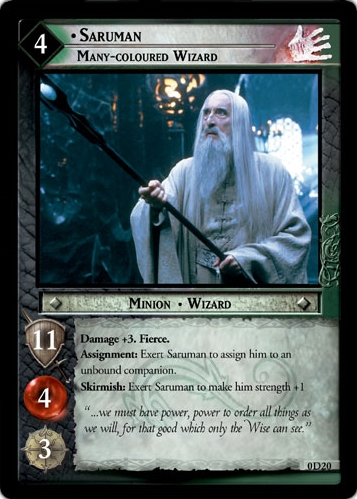 4
• Saruman
Many-coloured Wizard
Minion • Wizard
11
Damage +3. Fierce.
Assignment: Exert Saruman to assign him to an
unbound companion.
4
Skirmish: Exert Saruman to make him strength +1
“...we must have power, power to order all things as
we will, for that good which only the Wise can see.”
3
0D20